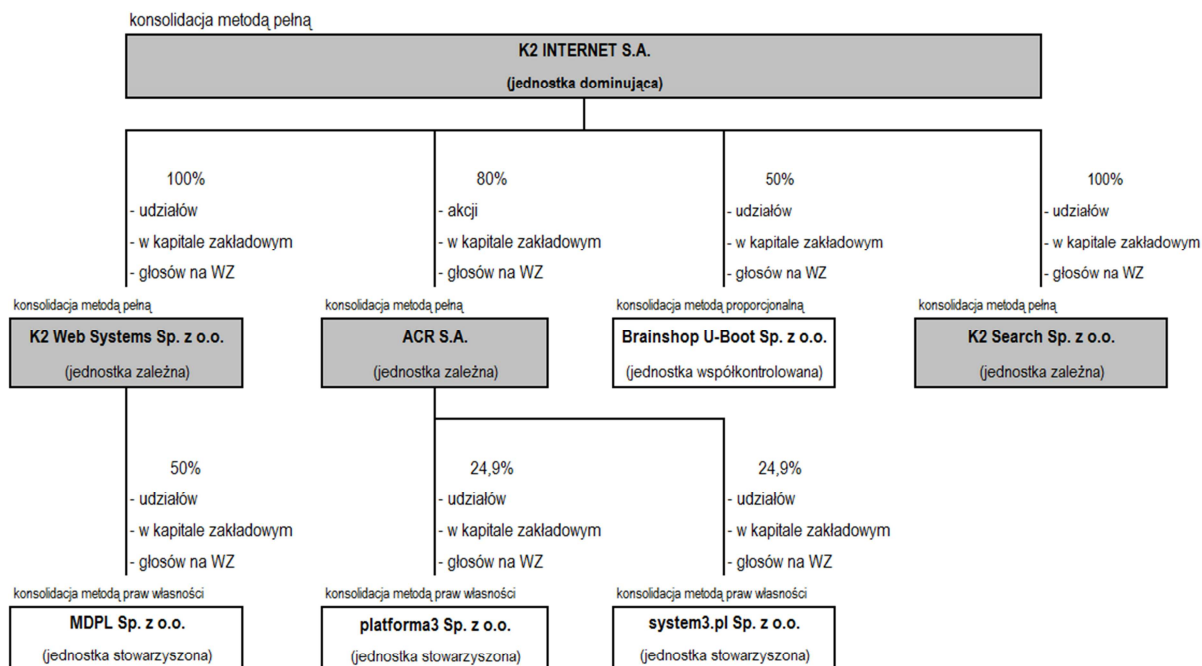 konsolidacja metodą pełną
K2 INTERNET S.A.
(jednostka dominująca)
100%
- udziałów
- w kapitale zakładowym
- głosów na WZ
80%
- akcji
- w kapitale zakładowym
- głosów na WZ
50%
- udziałów
- w kapitale zakładowym
- głosów na WZ
100%
- udziałów
- w kapitale zakładowym
- głosów na WZ
konsolidacja metodą pełną
K2 Web Systems Sp. z o.o.
(jednostka zależna)
konsolidacja metodą pełną
ACR S.A.
(jednostka zależna)
konsolidacja metodą proporcjonalną
Brainshop U-Boot Sp. z o.o.
(jednostka współkontrolowana)
konsolidacja metodą pełną
K2 Search Sp. z o.o.
(jednostka zależna)
50%
- udziałów
- w kapitale zakładowym
- głosów na WZ
24,9%
- udziałów
- w kapitale zakładowym
- głosów na WZ
24,9%
- udziałów
- w kapitale zakładowym
- głosów na WZ
konsolidacja metodą praw własności
MDPL Sp. z o.o.
(jednostka stowarzyszona)
konsolidacja metodą praw własności
platforma3 Sp. z o.o.
(jednostka stowarzyszona)
konsolidacja metodą praw własności
system3.pl Sp. z o.o.
(jednostka stowarzyszona)